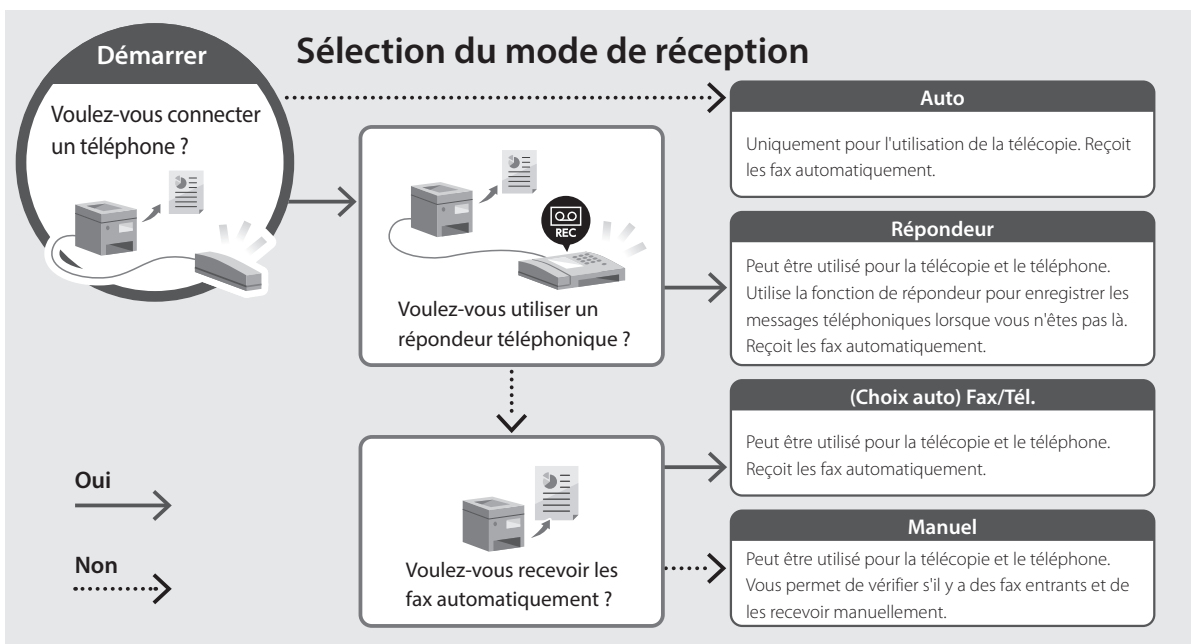 Démarrer
Sélection du mode de réception
Voulez-vous connecter
un téléphone ?
Auto
Uniquement pour l'utilisation de la télécopie. Reçoit
les fax automatiquement.
REC
Voulez-vous utiliser un
répondeur téléphonique ?
Répondeur
Peut être utilisé pour la télécopie et le téléphone.
Utilise la fonction de répondeur pour enregistrer les
messages téléphoniques lorsque vous n'êtes pas là.
Reçoit les fax automatiquement.
(Choix auto) Fax/Tél.
Peut être utilisé pour la télécopie et le téléphone.
Reçoit les fax automatiquement.
Voulez-vous recevoir les
fax automatiquement ?
Manuel
Peut être utilisé pour la télécopie et le téléphone.
Vous permet de vérifier s'il y a des fax entrants et de
les recevoir manuellement.
Oui
Non